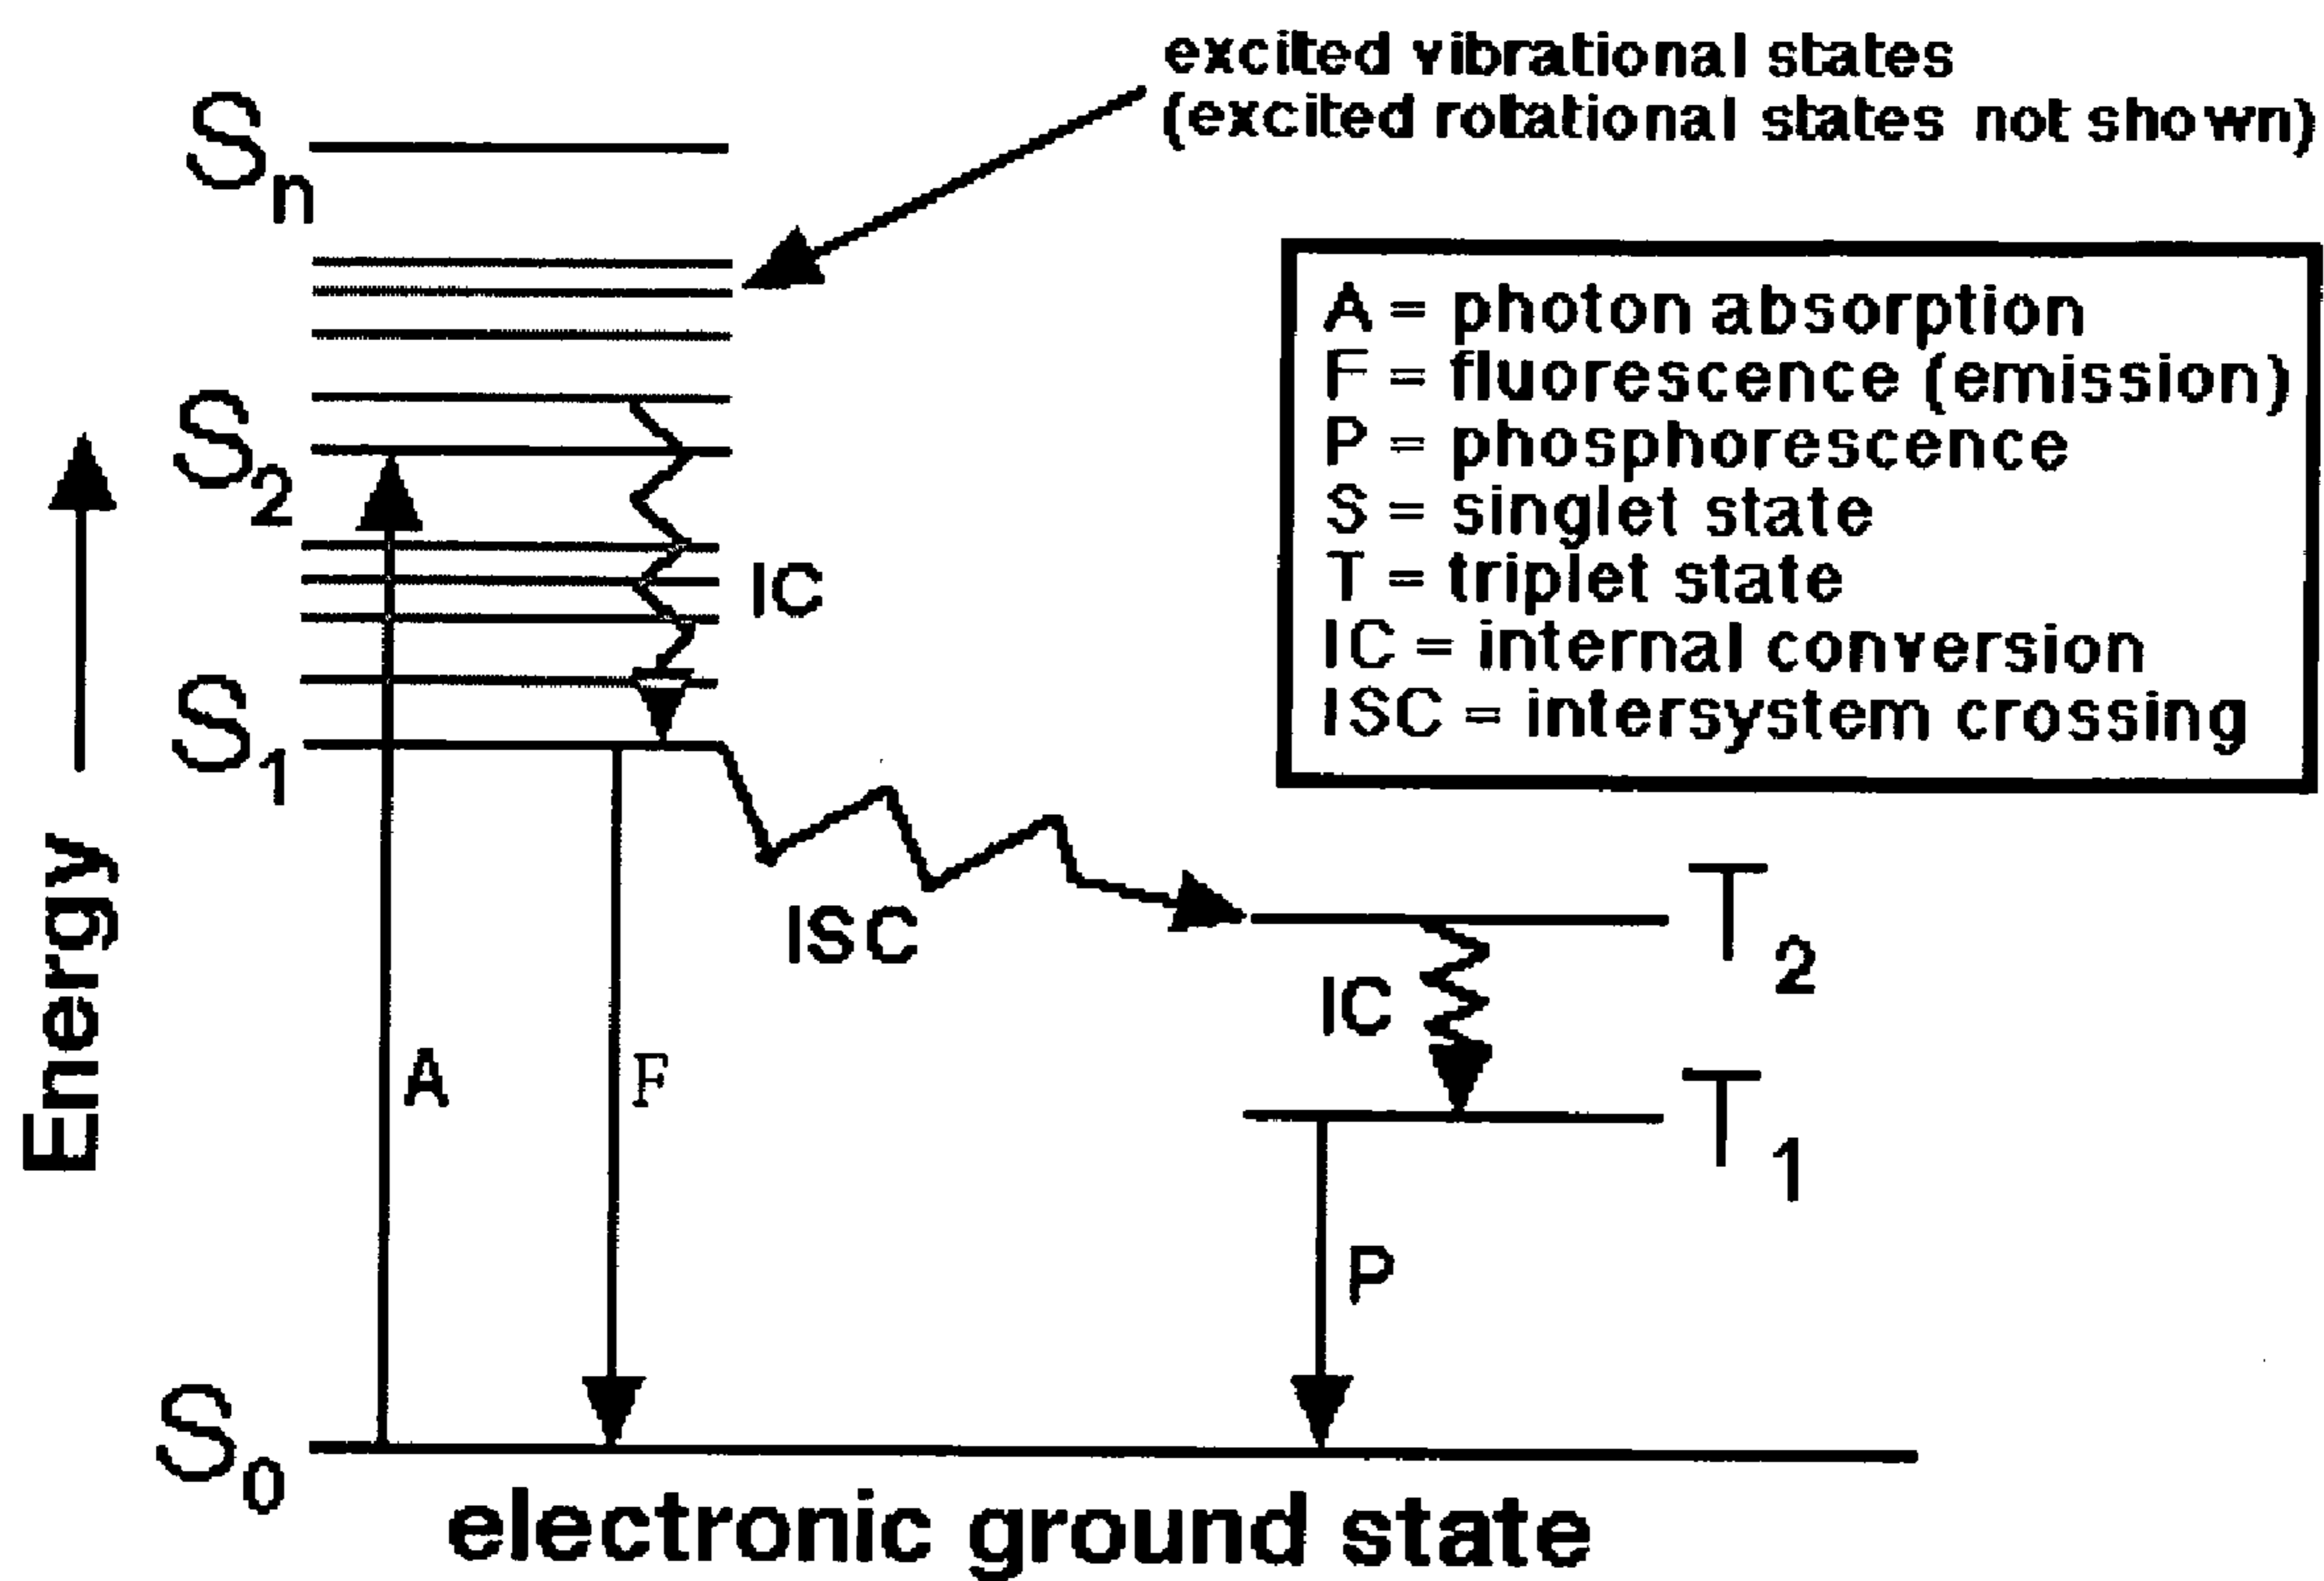 excited vibrational states
(excited rotational states not shown)
Sn
A = photon absorption
F = fluorescence (emission)
P = phosphorescence
S = singlet state
T = triplet state
IC = internal conversion
ISC = intersystem crossing
S2
IC
S1
Energy
ISC
T2
IC
A
F
T1
P
S0
electronic ground state